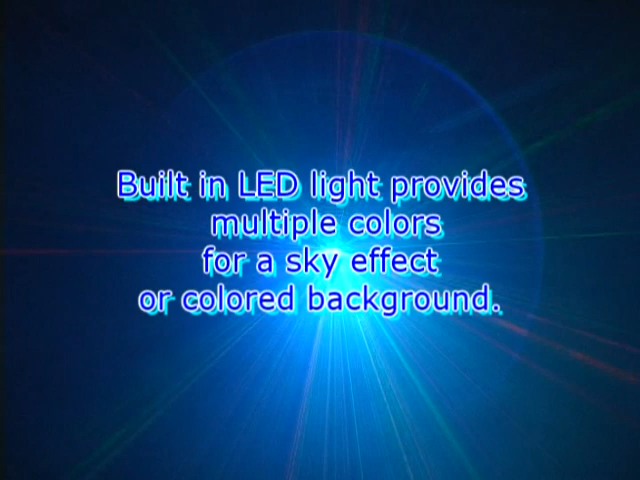 Built in LED light provides
multiple colors
for a sky effect
or colored background.